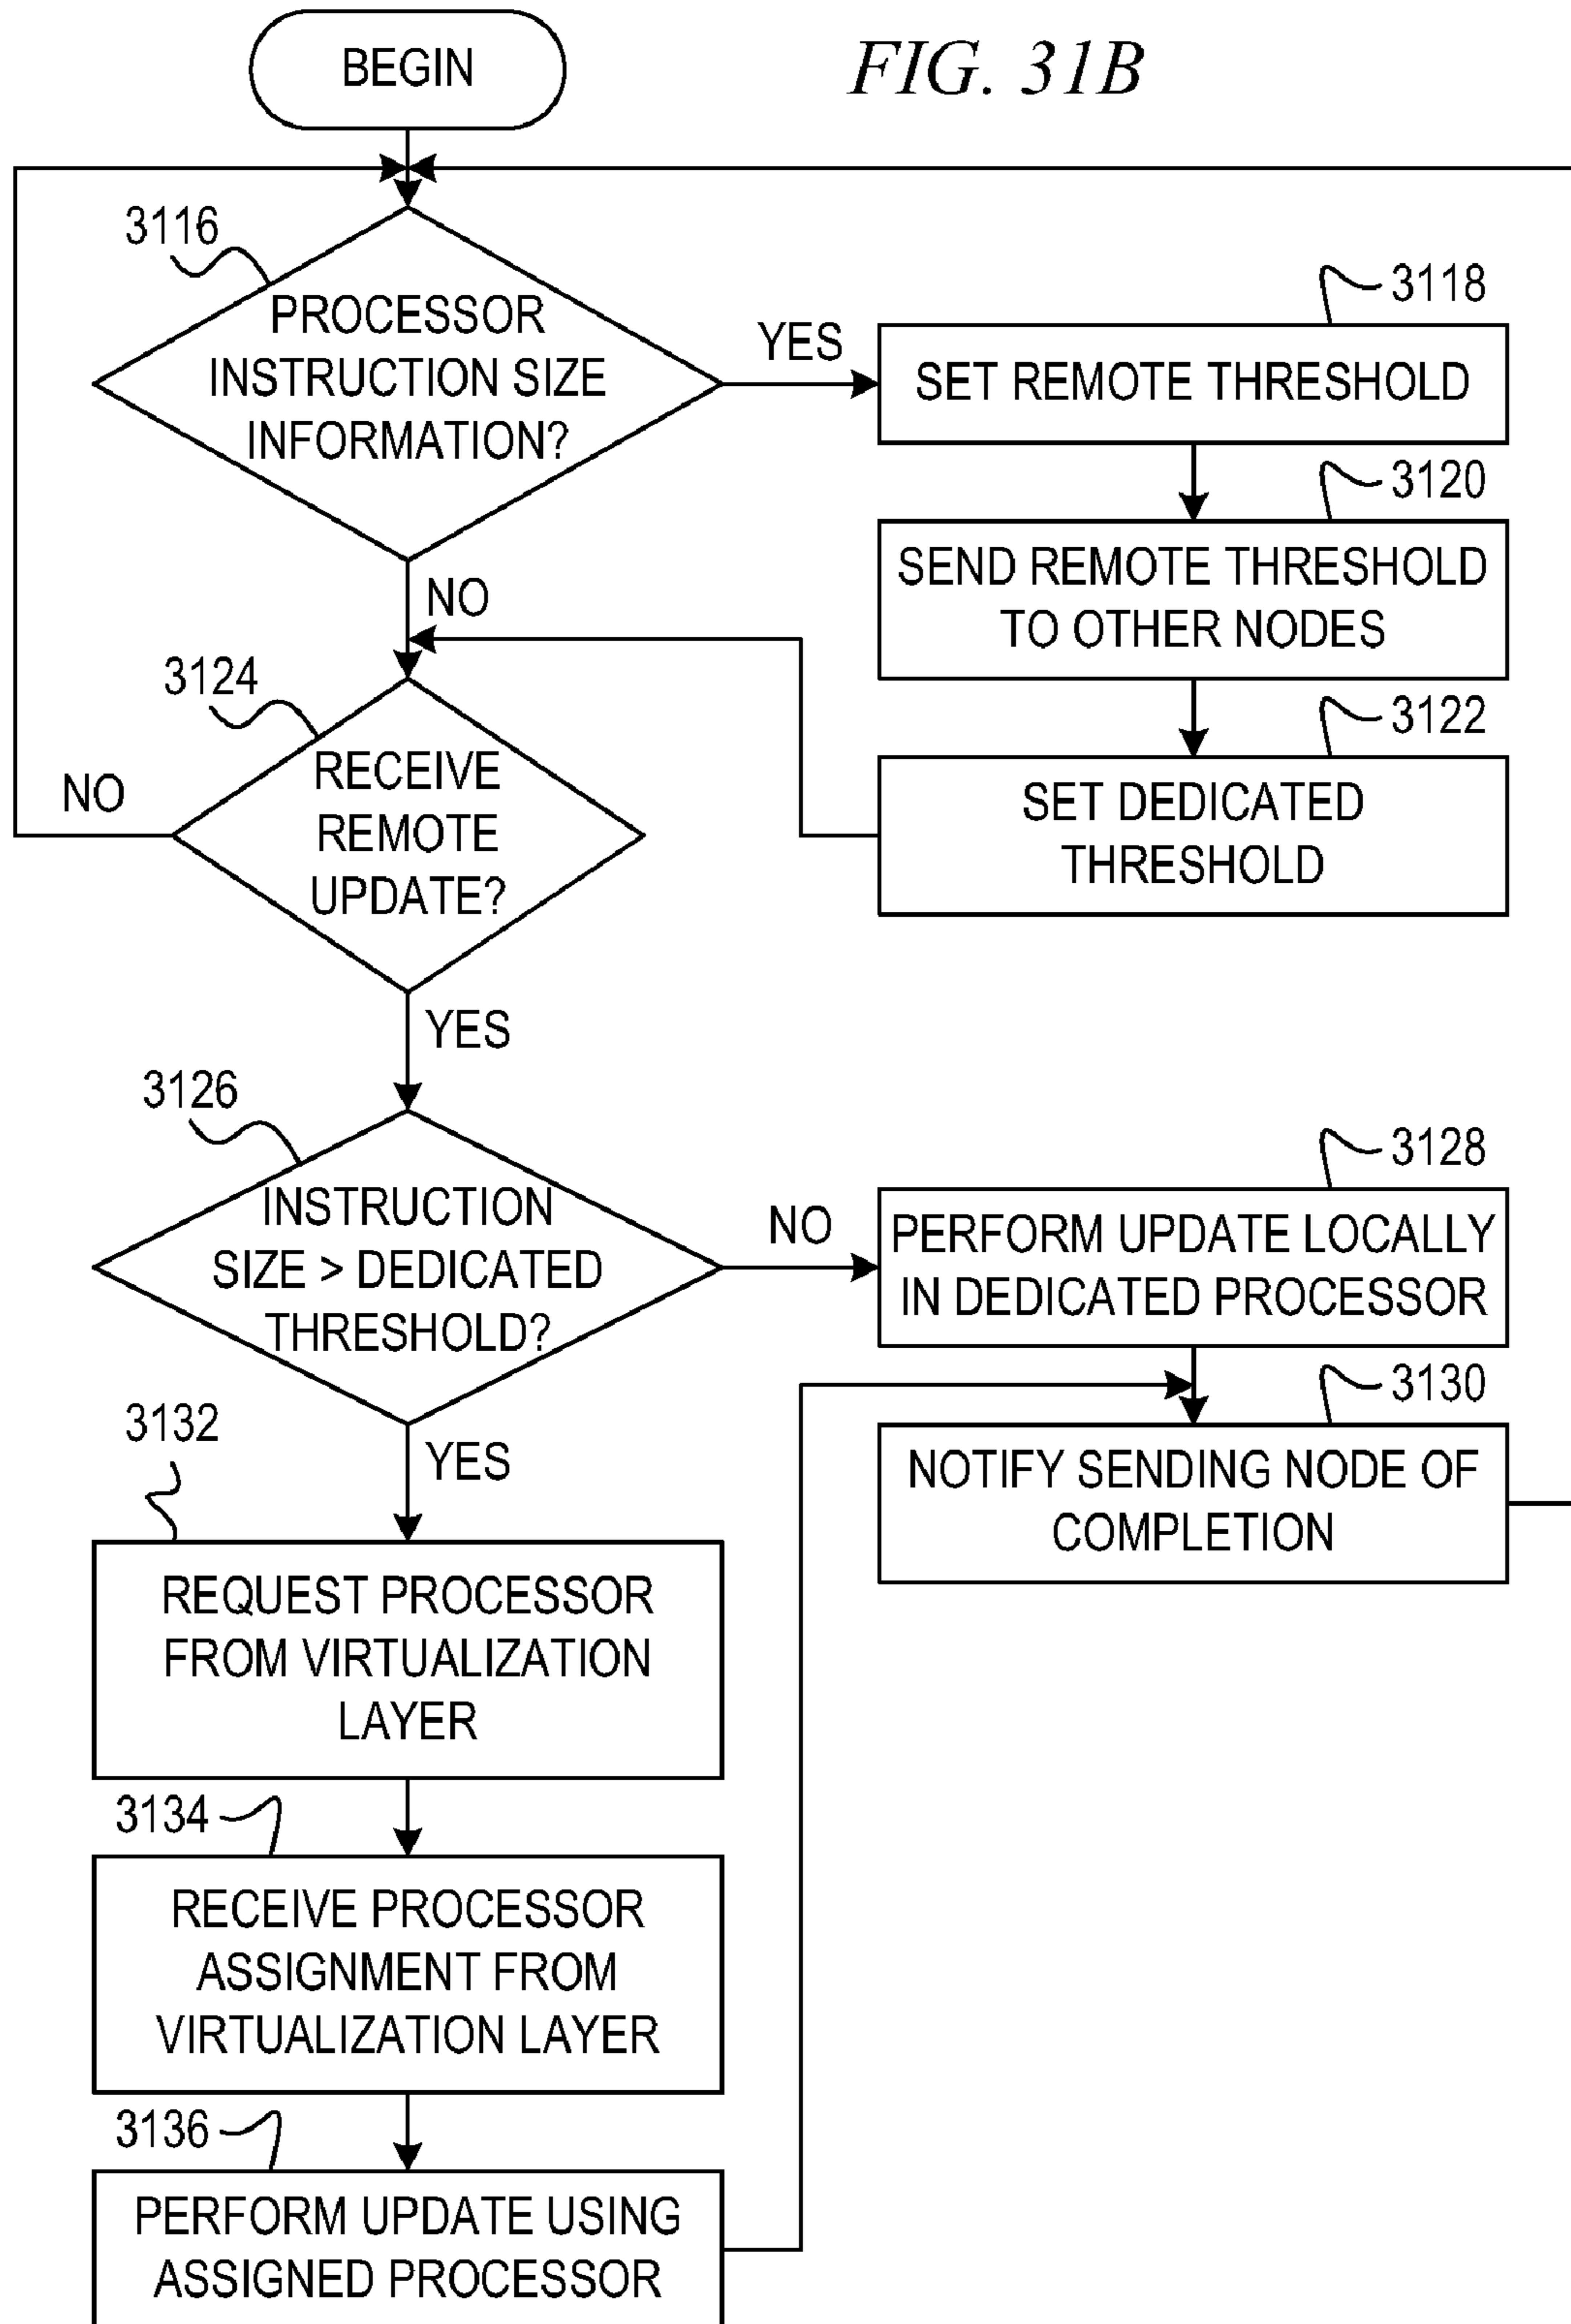 BEGIN
FIG. 31B
3116
PROCESSOR
INSTRUCTION SIZE
INFORMATION?
YES
3118
SET REMOTE THRESHOLD
3120
SEND REMOTE THRESHOLD
TO OTHER NODES
3122
SET DEDICATED
THRESHOLD
NO
3124
RECEIVE
REMOTE
UPDATE?
NO
YES
3126
INSTRUCTION
SIZE > DEDICATED
THRESHOLD?
NO
3128
PERFORM UPDATE LOCALLY
IN DEDICATED PROCESSOR
3130
NOTIFY SENDING NODE OF
COMPLETION
YES
3132
REQUEST PROCESSOR
FROM VIRTUALIZATION
LAYER
3134
RECEIVE PROCESSOR
ASSIGNMENT FROM
VIRTUALIZATION LAYER
3136
PERFORM UPDATE USING
ASSIGNED PROCESSOR